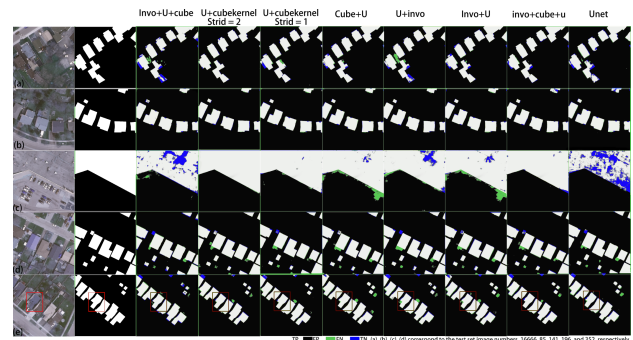 Invo+U+cube U+cubekernel Strid = 2 U+cubekernel Strid = 1 Cube+U U+invo Invo+U invo+cube+u Unet
(a)
(b)
(c)
(d)
(e)
TP FP FN TN (a), (b), (c), (d) correspond to the test set image numbers, 16666, 85, 141, 196, and 352, respectively